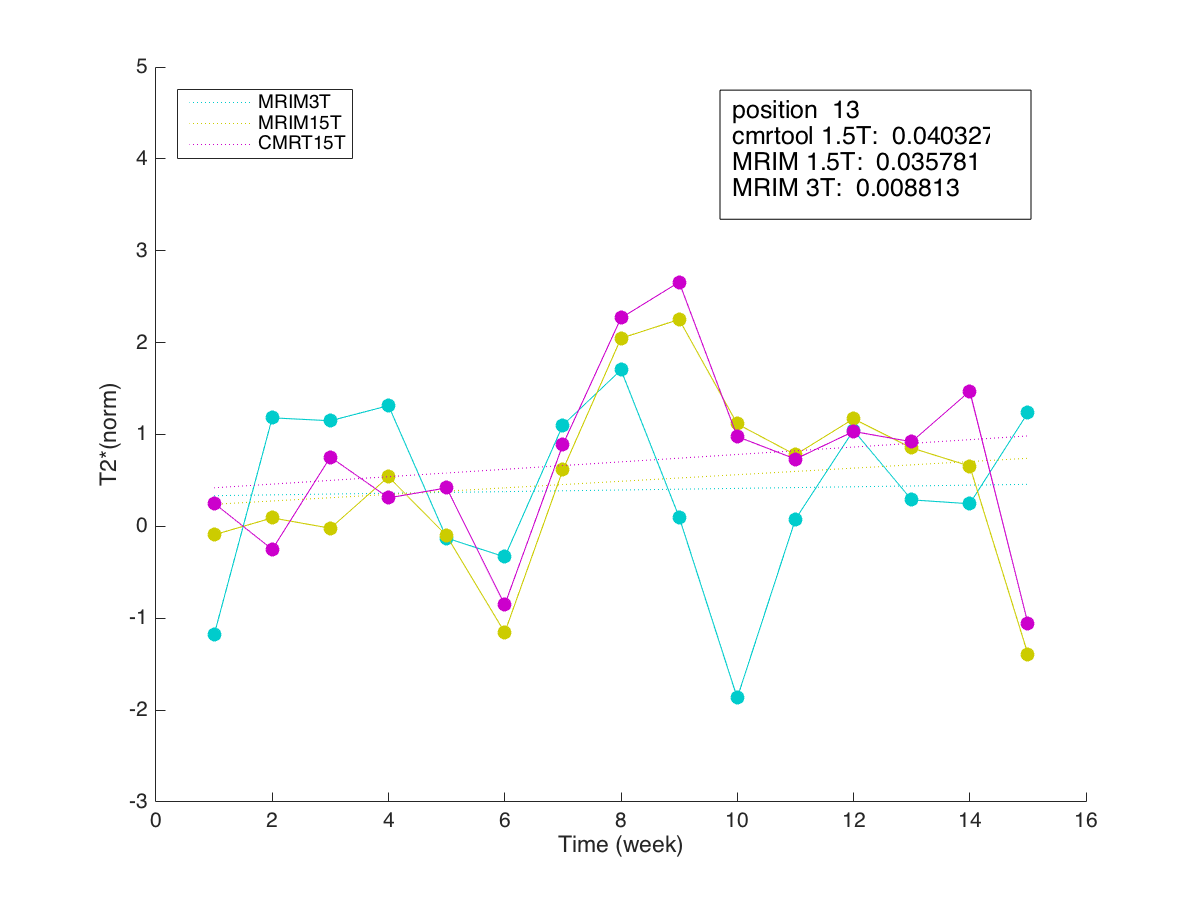 5
MRIM3T
MRIM15T
CMRT15T
position 13
cmrtool 1.5T: 0.040327
MRIM 1.5T: 0.035781
MRIM 3T: 0.008813
4
3
2
1
0
-1
-2
-3
T2*(norm)
0 2 4 6 8 10 12 14 16
Time (week)